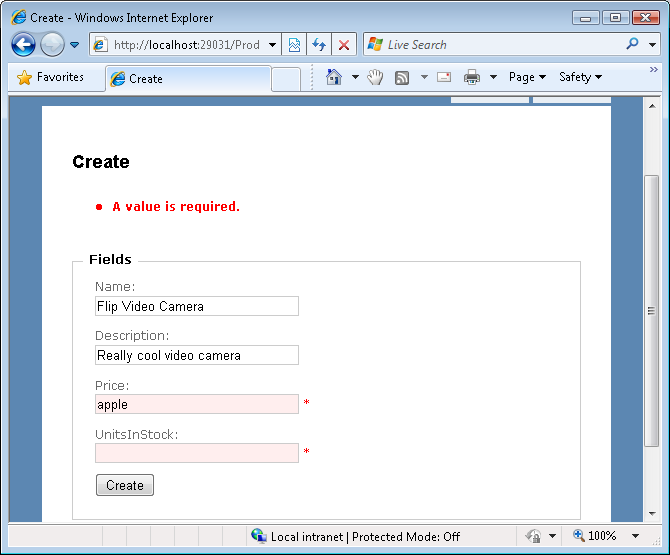 Create - Windows Internet Explorer
http://localhost:29031/Prod
Live Search
Favorites
Create
Page
Safety
»
Create
• A value is required.
Fields
Name:
Flip Video Camera
Description:
Really cool video camera
Price:
apple *
UnitsInStock:
*
Create
Local intranet | Protected Mode: Off
100%